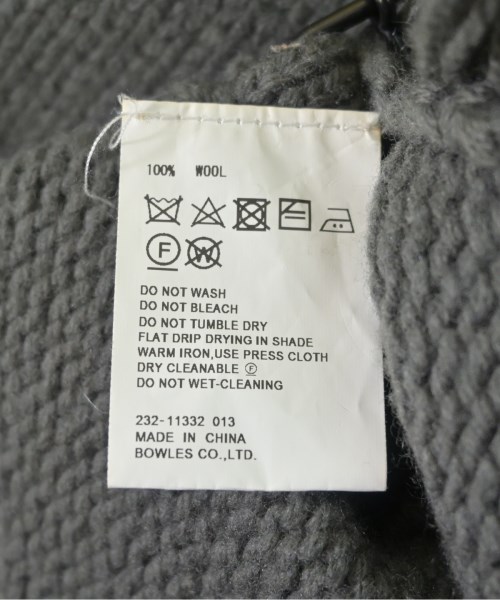 100% WOOL
F W
DO NOT WASH
DO NOT BLEACH
DO NOT TUMBLE DRY
FLAT DRIP DRYING IN SHADE
WARM IRON,USE PRESS CLOTH
DRY CLEANABLE Ⓕ
DO NOT WET-CLEANING
232-11332 013
MADE IN CHINA
BOWLES CO.,LTD.